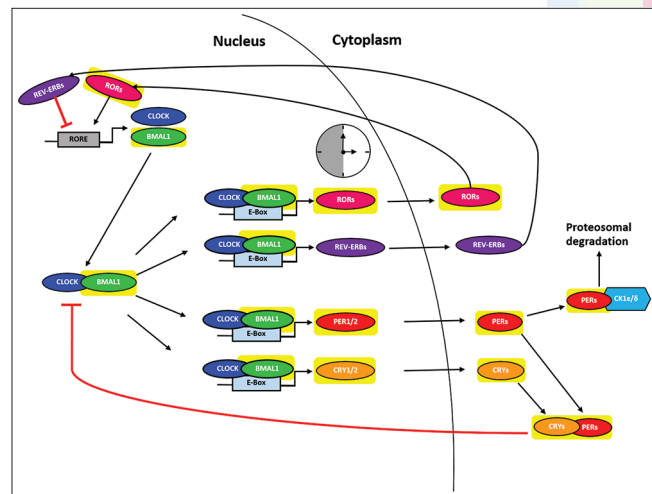 Nucleus
Cytoplasm
REV-ERBs
RORs
CLOCK
BMAL1
RORE
CLOCK
BMAL1
E-Box
RORs
RORs
CLOCK
BMAL1
E-Box
REV-ERBs
REV-ERBs
Proteosomal
degradation
CLOCK
BMAL1
PERs
CK1ε/δ
CLOCK
BMAL1
E-Box
PER1/2
PERs
CLOCK
BMAL1
E-Box
CRY1/2
CRYs
CRYs
PERs